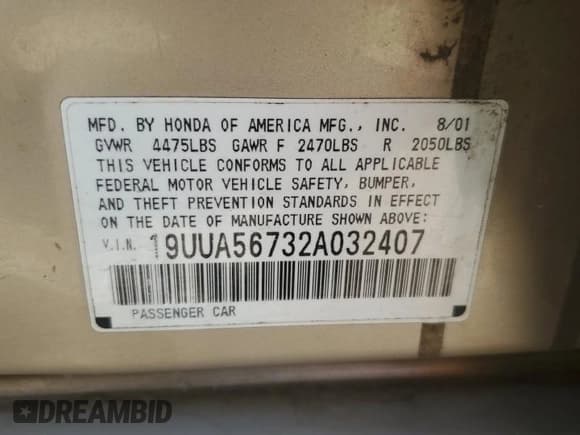 MFD. BY HONDA OF AMERICA MFG., INC. 8/01
GVWR 4475LBS GAWR F 2470LBS R 2050LBS
THIS VEHICLE CONFORMS TO ALL APPLICABLE
FEDERAL MOTOR VEHICLE SAFETY, BUMPER,
AND THEFT PREVENTION STANDARDS IN EFFECT
ON THE DATE OF MANUFACTURE SHOWN ABOVE:
V.I.N. 19UUA56732A032407
PASSENGER CAR
DREAMBID